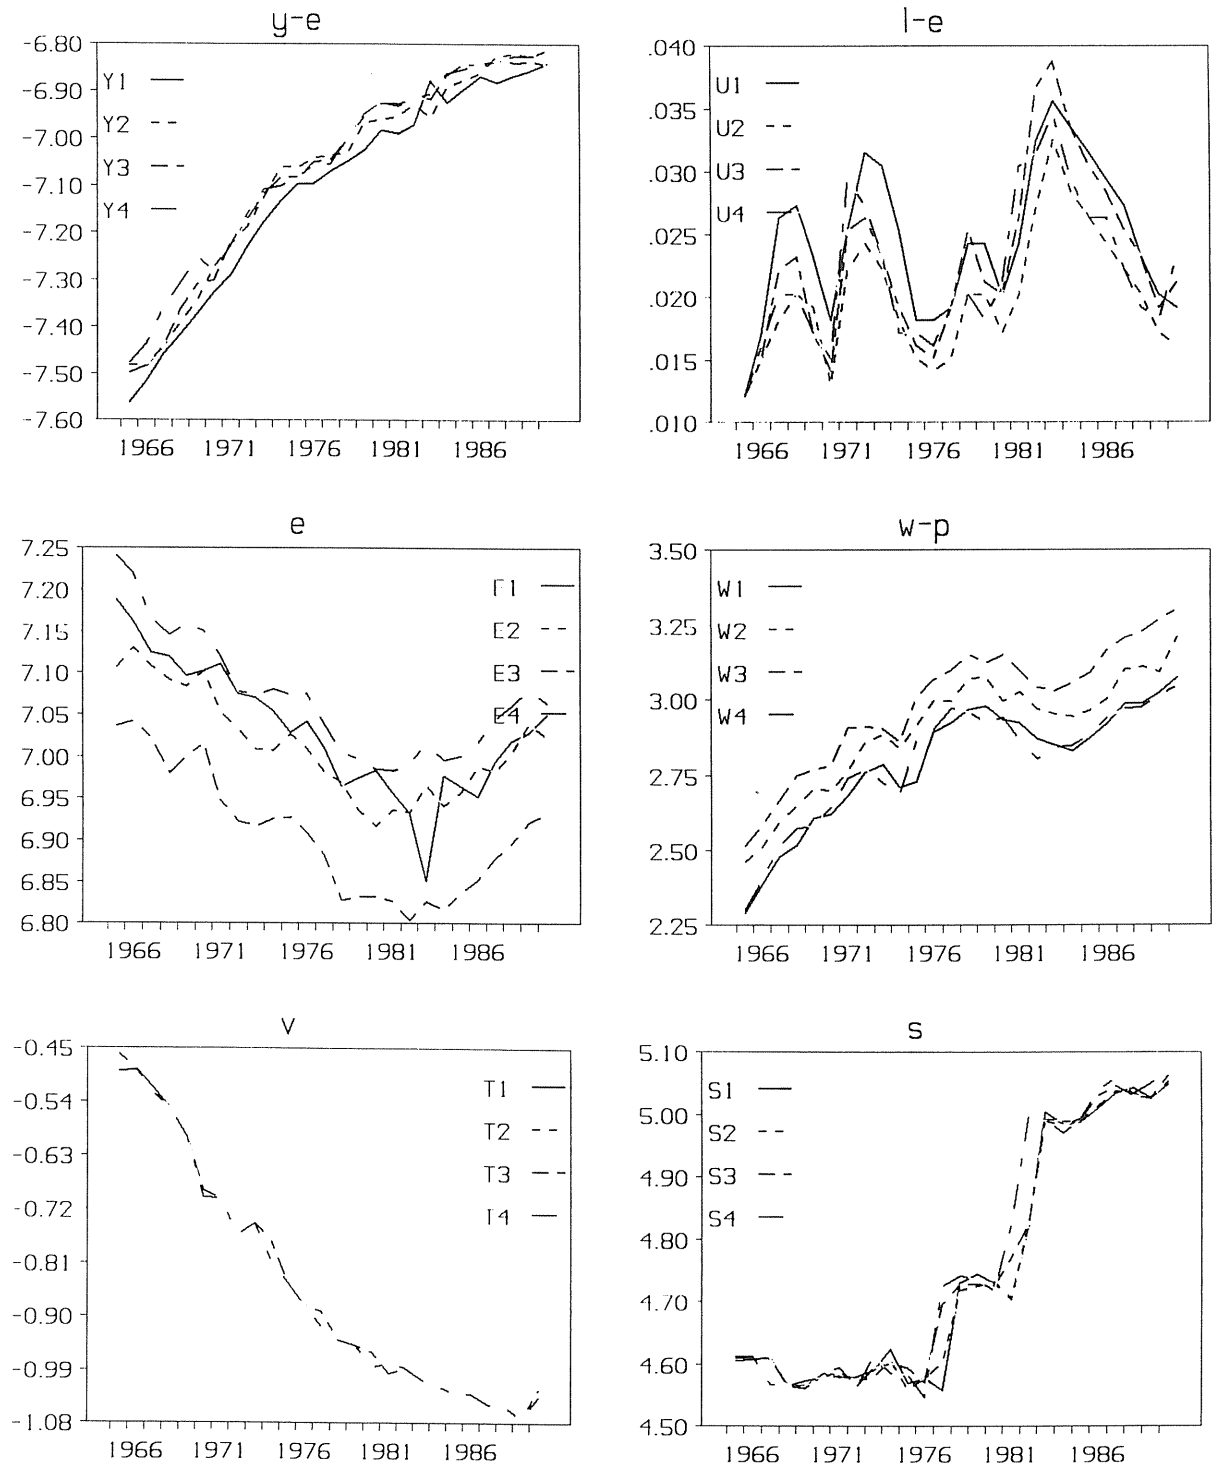 y-e
-6.80
-6.90
-7.00
-7.10
-7.20
-7.30
-7.40
-7.50
-7.60
Y1
Y2
Y3
Y4
1966 1971 1976 1981 1986
l-e
.040
.035
.030
.025
.020
.015
.010
U1
U2
U3
U4
1966 1971 1976 1981 1986
e
7.25
7.20
7.15
7.10
7.05
7.00
6.95
6.90
6.85
6.80
E1
E2
E3
E4
1966 1971 1976 1981 1986
w-p
3.50
3.25
3.00
2.75
2.50
2.25
W1
W2
W3
W4
1966 1971 1976 1981 1986
v
-0.45
-0.54
-0.63
-0.72
-0.81
-0.90
-0.99
-1.08
T1
T2
T3
T4
1966 1971 1976 1981 1986
s
5.10
5.00
4.90
4.80
4.70
4.60
4.50
S1
S2
S3
S4
1966 1971 1976 1981 1986